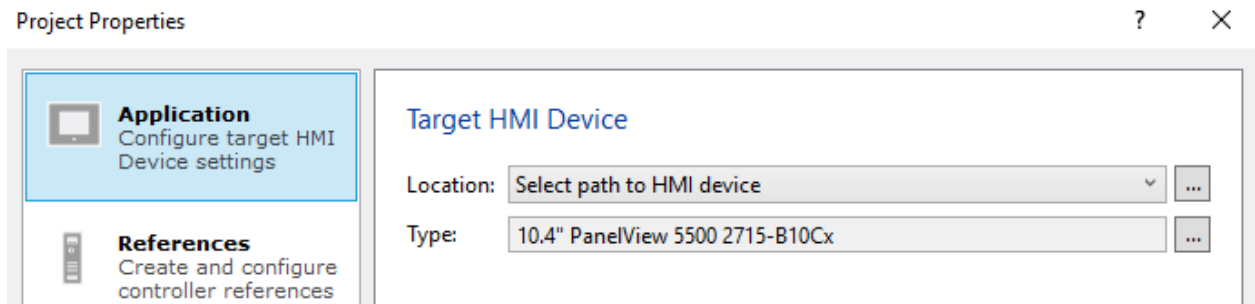 Project Properties
?
Application
Configure target HMI
Device settings
References
Create and configure
controller references
Target HMI Device
Location: Select path to HMI device ...
Type: 10.4" PanelView 5500 2715-B10Cx ...